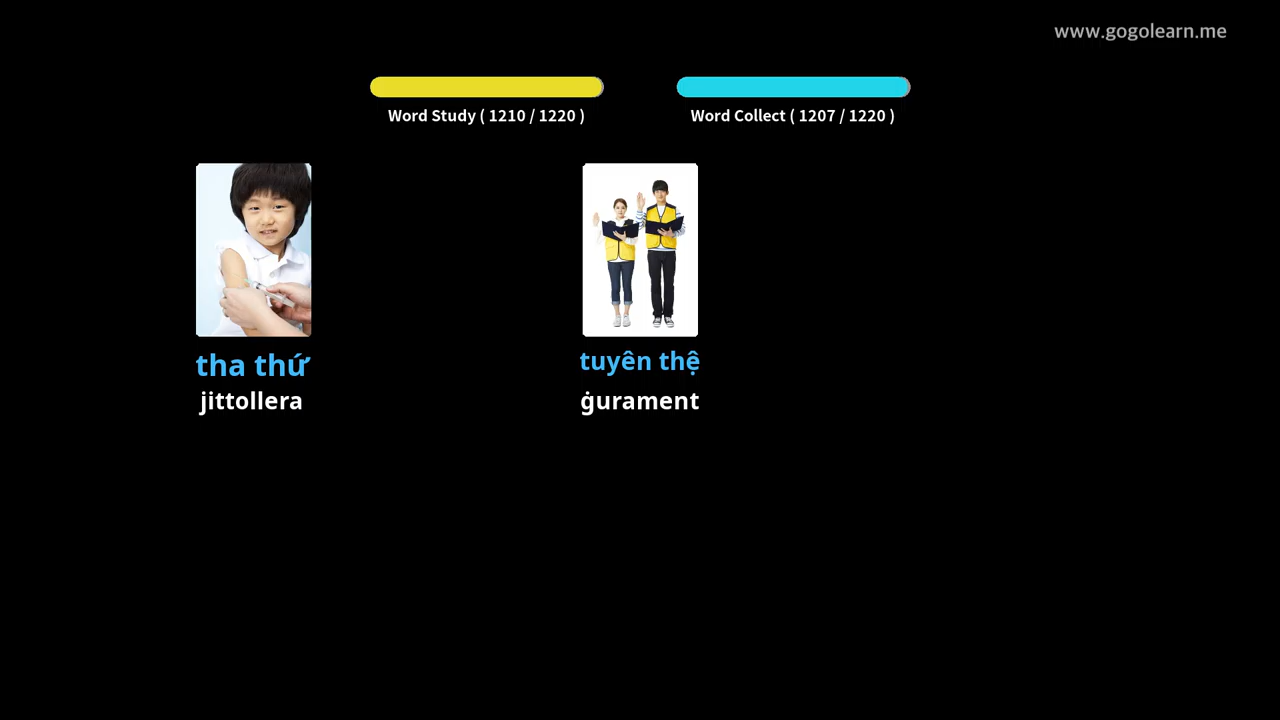 www.gogolearn.me
Word Study ( 1210 / 1220 )
Word Collect ( 1207 / 1220 )
tha thứ
jittollera
tuyên thệ
ġurament